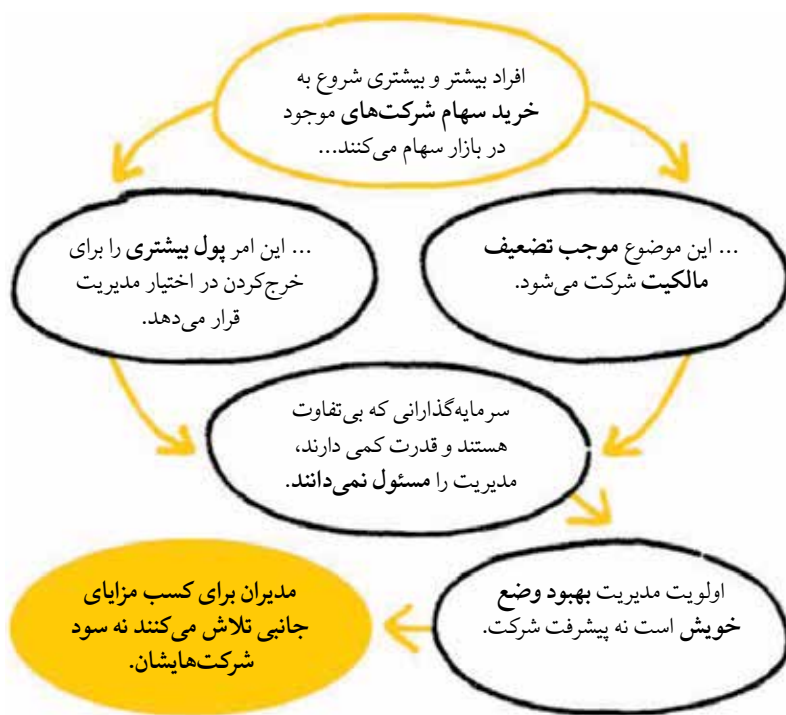 افراد بیشتر و بیشتری شروع به
خرید سهام شرکت‌های موجود
در بازار سهام می‌کنند...
... این موضوع موجب تضعیف
مالکیت شرکت می‌شود.
... این امر پول بیشتری را برای
خرج‌کردن در اختیار مدیریت
قرار می‌دهد.
سرمایه‌گذارانی که بی‌تفاوت
هستند و قدرت کمی دارند،
مدیریت را مسئول نمی‌دانند.
اولویت مدیریت بهبود وضع
خویش است نه پیشرفت شرکت.
مدیران برای کسب مزایای
جانبی تلاش می‌کنند نه سود
شرکت‌هایشان.